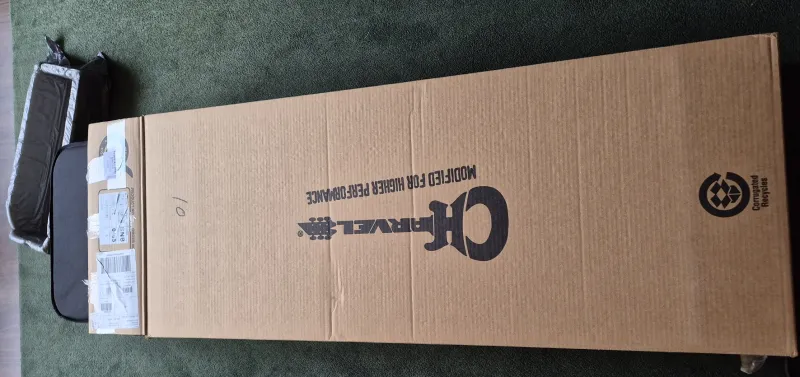 CHARVEL®
MODIFIED FOR HIGHER PERFORMANCE
Corrugated
Recycles
10